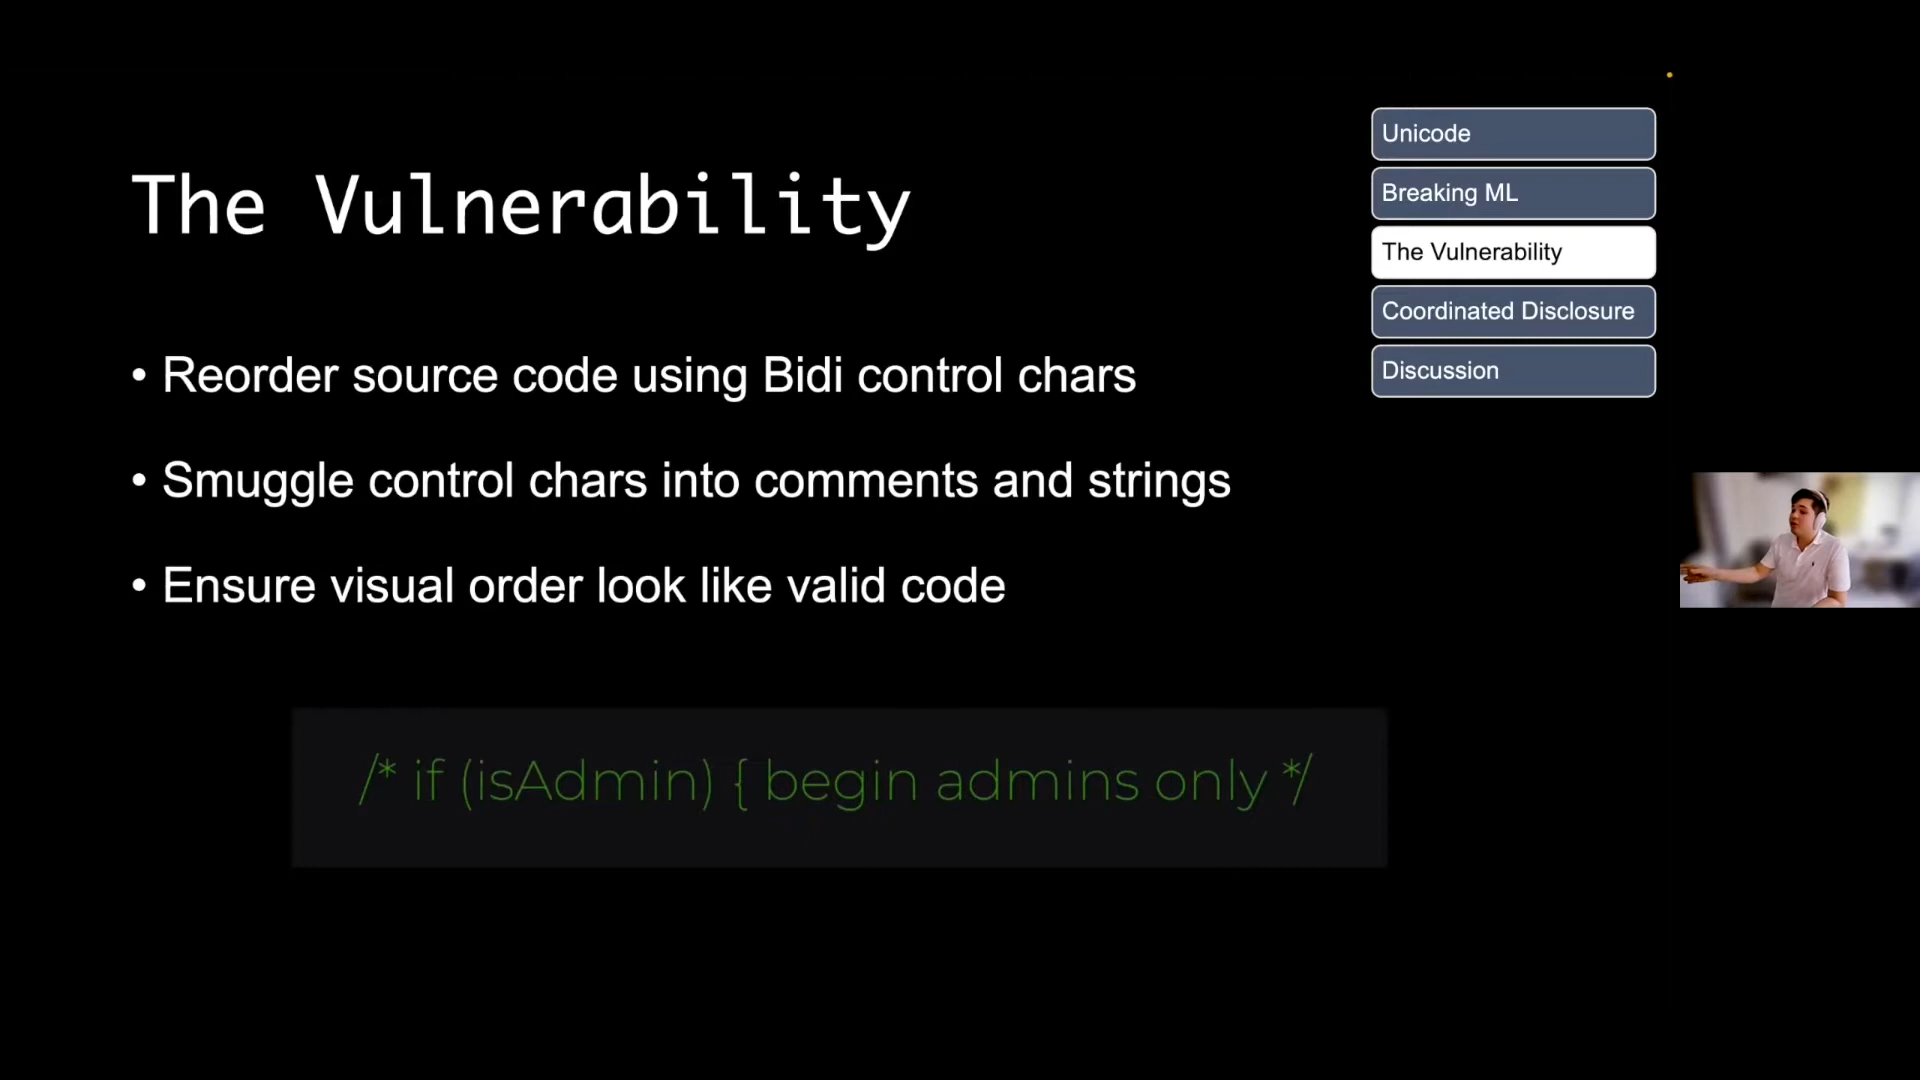 The Vulnerability
• Reorder source code using Bidi control chars
• Smuggle control chars into comments and strings
• Ensure visual order look like valid code
/* if (isAdmin) { begin admins only */
Unicode
Breaking ML
The Vulnerability
Coordinated Disclosure
Discussion